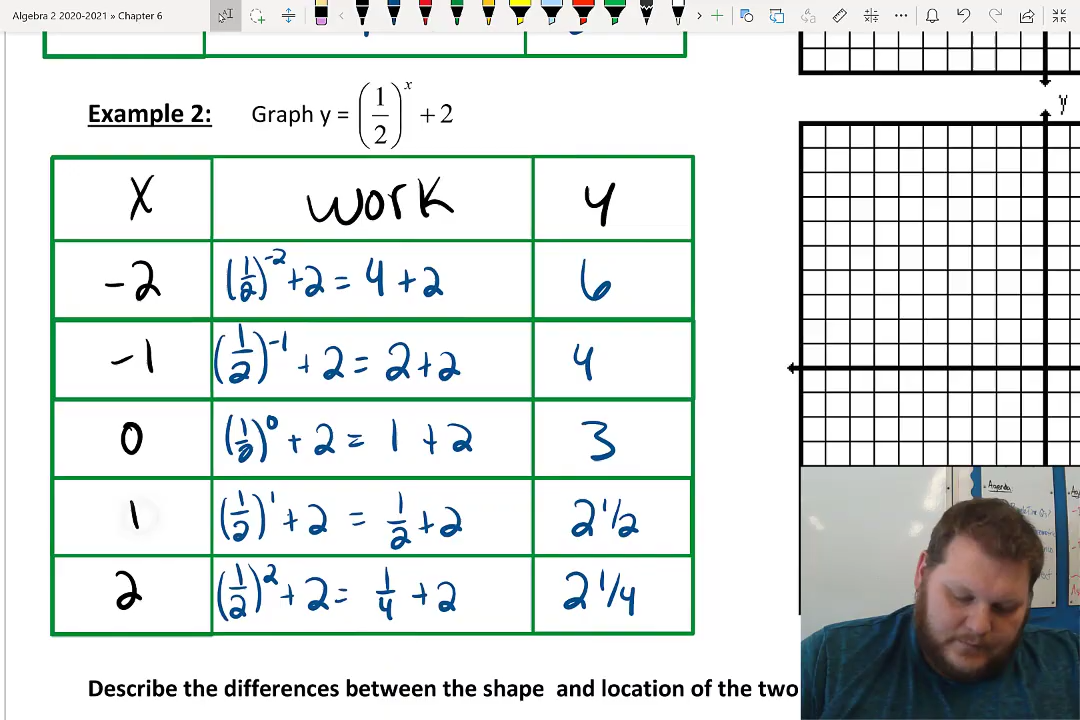 Algebra 2 2020-2021 » Chapter 6
y
Example 2: Graph y = (1/2)^x + 2
X work y
-2 (1/2)^-2 + 2 = 4 + 2 6
-1 (1/2)^-1 + 2 = 2 + 2 4
0 (1/2)^0 + 2 = 1 + 2 3
1 (1/2)^1 + 2 = 1/2 + 2 2 1/2
2 (1/2)^2 + 2 = 1/4 + 2 2 1/4
Agenda
Describe the differences between the shape and location of the two